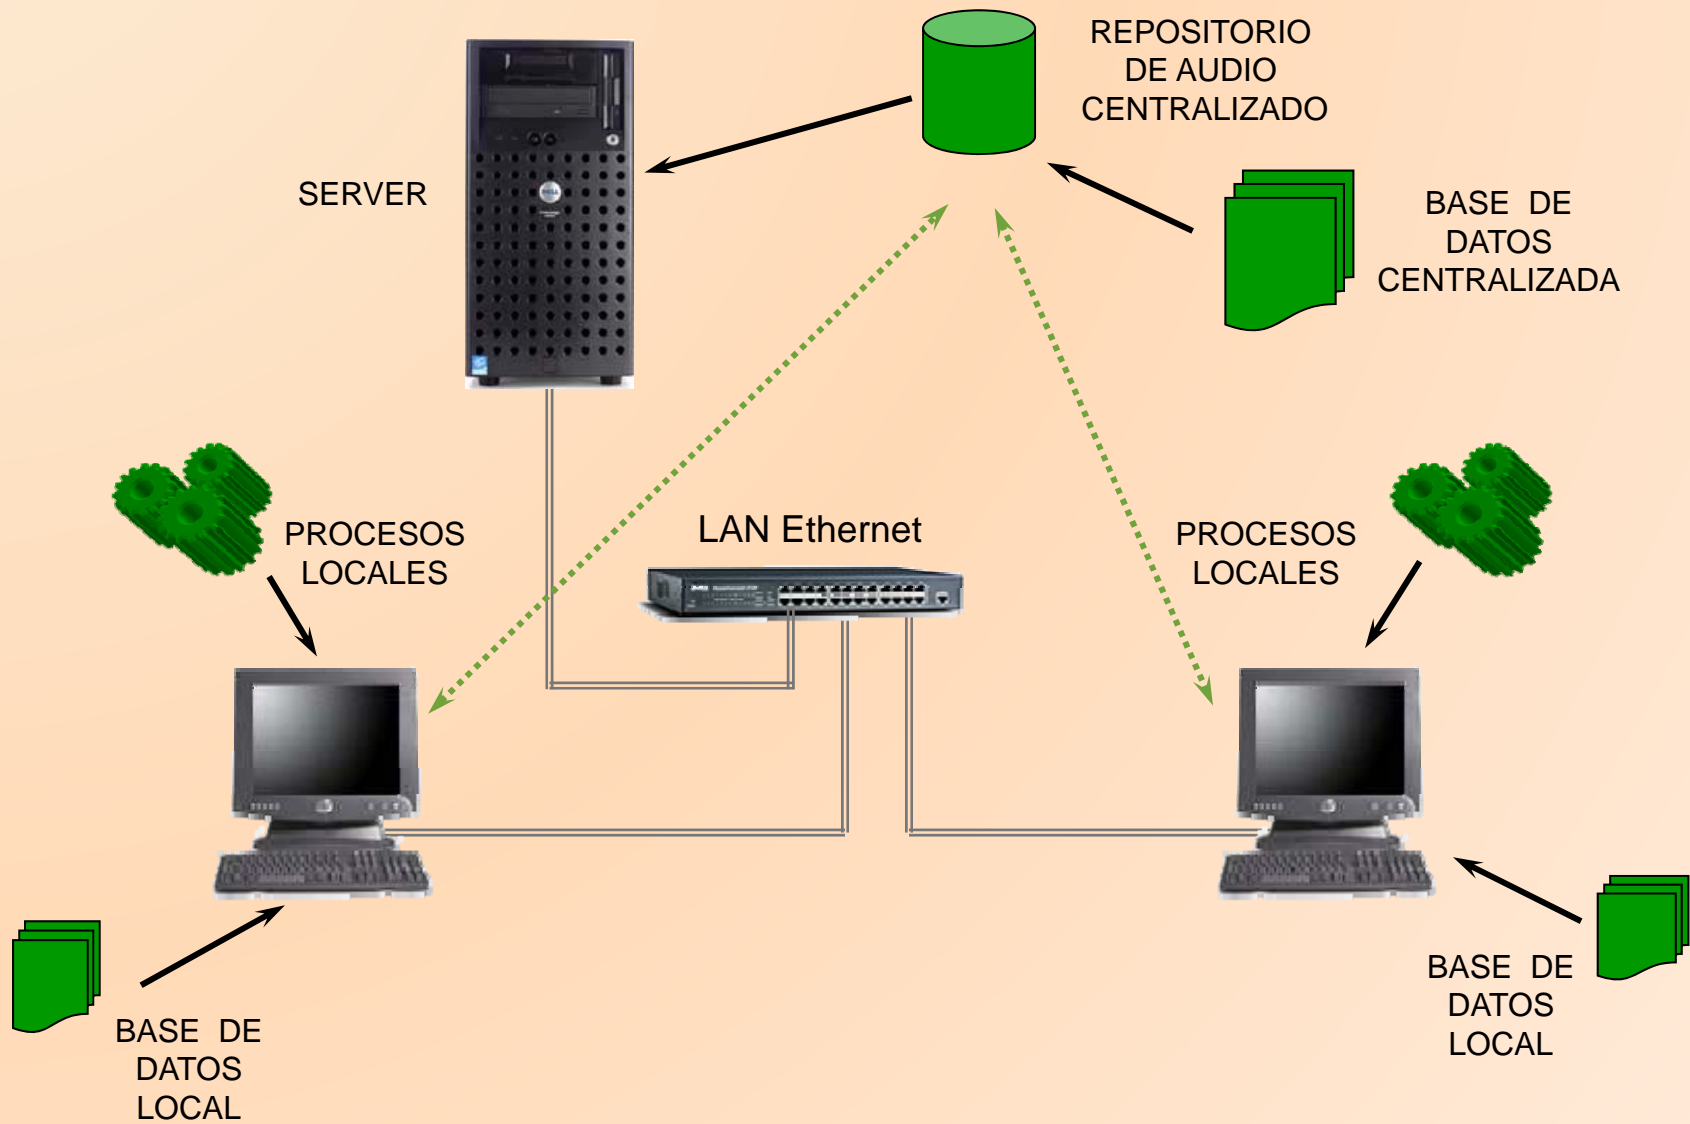 REPOSITORIO
DE AUDIO
CENTRALIZADO
SERVER
BASE DE
DATOS
CENTRALIZADA
PROCESOS
LOCALES
LAN Ethernet
PROCESOS
LOCALES
BASE DE
DATOS
LOCAL
BASE DE
DATOS
LOCAL